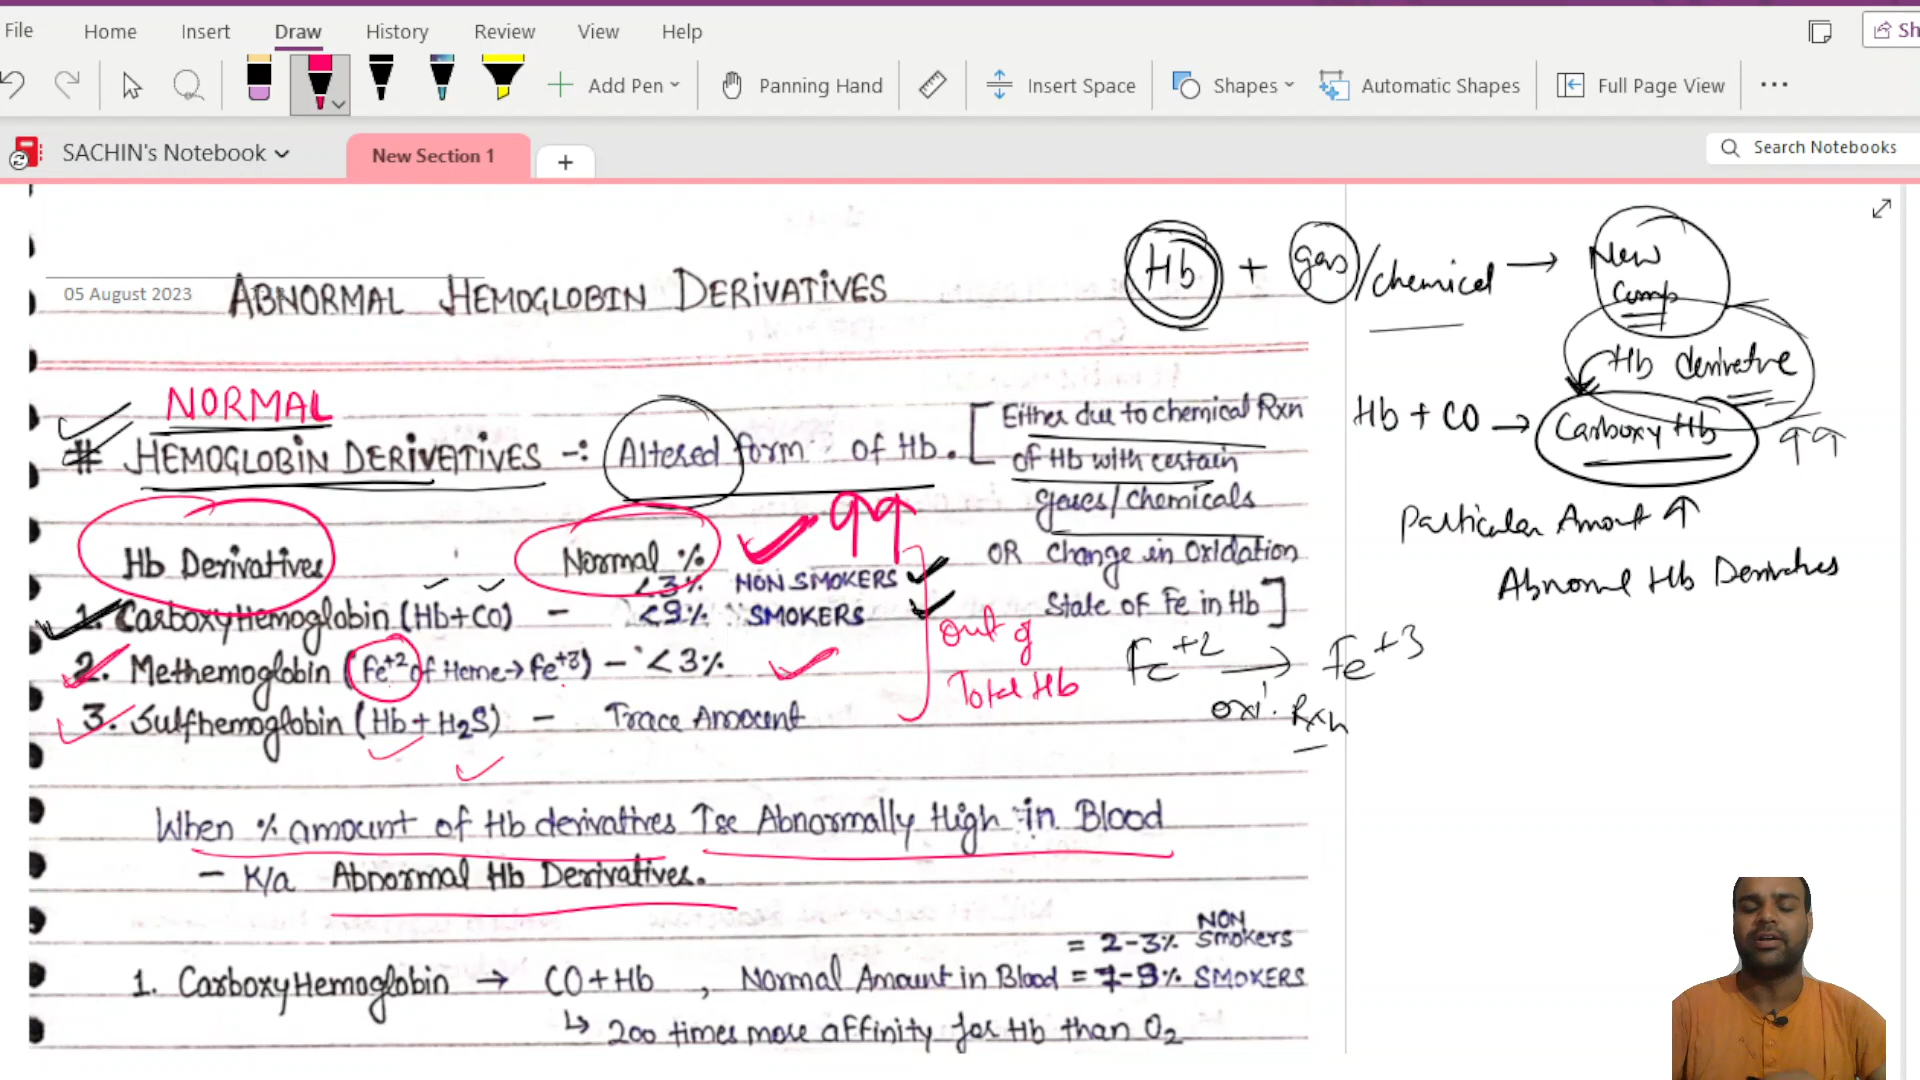 File Home Insert Draw History Review View Help Sh
Add Pen Panning Hand Insert Space Shapes Automatic Shapes Full Page View
SACHIN's Notebook New Section 1 + Search Notebooks
05 August 2023
ABNORMAL HEMOGLOBIN DERIVATIVES
NORMAL
# HEMOGLOBIN DERIVATIVES -: Altered form of Hb. [Either due to chemical Rxn
of Hb with certain
gases/chemicals
OR change in Oxidation
State of Fe in Hb]
Hb Derivatives Normal %
1. CarboxyHemoglobin (Hb+CO) - <3% NON SMOKERS
<9% SMOKERS
2. Methemoglobin (Fe+2 of Heme→Fe+3) - <3%
3. Sulfhemoglobin (Hb + H2S) - Trace Amount
out of
Total Hb
When % amount of Hb derivatives ↑se Abnormally High in Blood
- K/a Abnormal Hb Derivatives.
1. CarboxyHemoglobin → CO+Hb , Normal Amount in Blood = 2-3% NON Smokers
= 7-9% SMOKERS
↳ 200 times more affinity for Hb than O2
Hb + gas/chemical → New
Comp
Hb derivative
Hb + CO → Carboxy Hb ↑↑
Particular Amount ↑
Abnormal Hb Derivatives
Fe+2 → Fe+3
oxi. Rxn